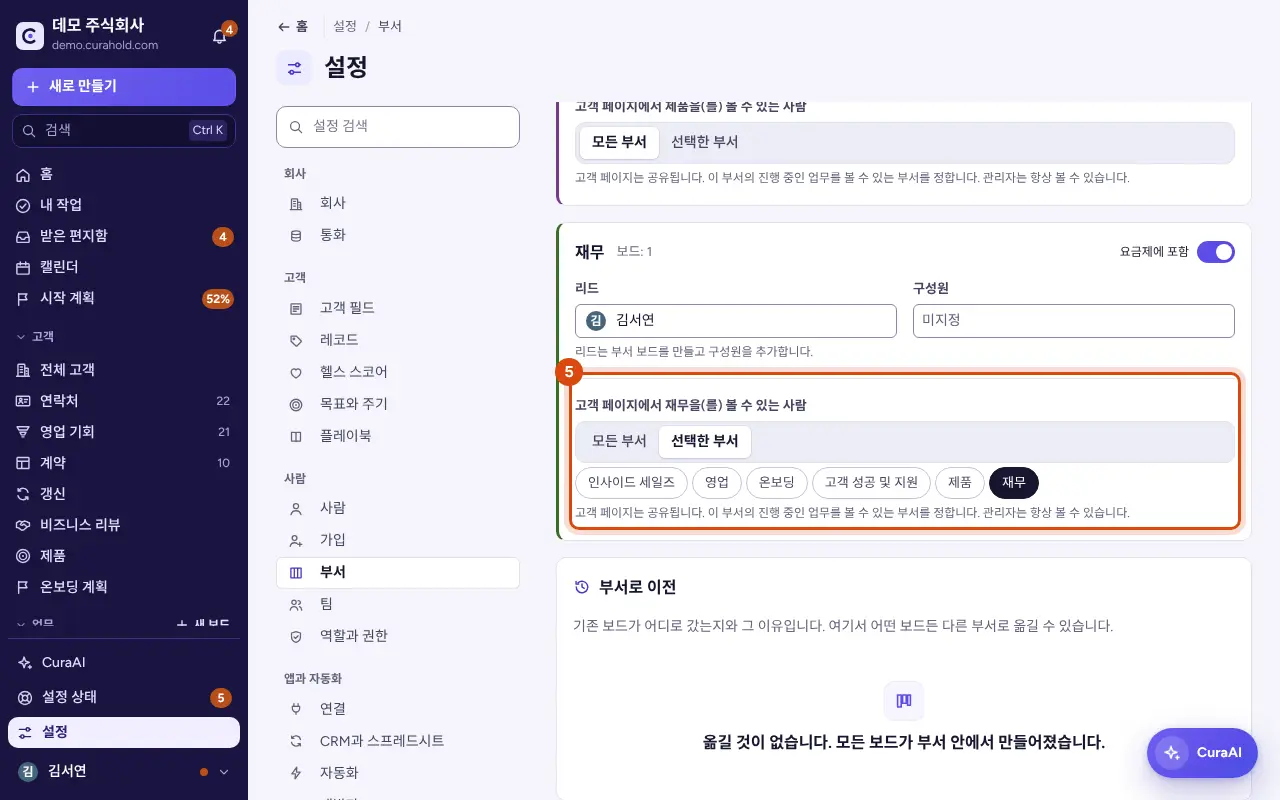 데모 주식회사
demo.curahold.com
4
새로 만들기
검색
Ctrl K
홈
내 작업
받은 편지함
4
캘린더
시작 계획
52%
고객
전체 고객
연락처
22
영업 기회
21
계약
10
갱신
비즈니스 리뷰
제품
온보딩 계획
업무
새 보드
CuraAI
설정 상태
5
설정
김
김서연
홈
설정 / 부서
설정
설정 검색
회사
회사
통화
고객
고객 필드
레코드
헬스 스코어
목표와 주기
플레이북
사람
사람
가입
부서
팀
역할과 권한
앱과 자동화
연결
CRM과 스프레드시트
자동화
고객 페이지에서 제품을(를) 볼 수 있는 사람
모든 부서
선택한 부서
고객 페이지는 공유됩니다. 이 부서의 진행 중인 업무를 볼 수 있는 부서를 정합니다. 관리자는 항상 볼 수 있습니다.
재무
보드: 1
요금제에 포함
리드
구성원
김
김서연
미지정
리드는 부서 보드를 만들고 구성원을 추가합니다.
5
고객 페이지에서 재무을(를) 볼 수 있는 사람
모든 부서
선택한 부서
인사이드 세일즈
영업
온보딩
고객 성공 및 지원
제품
재무
고객 페이지는 공유됩니다. 이 부서의 진행 중인 업무를 볼 수 있는 부서를 정합니다. 관리자는 항상 볼 수 있습니다.
부서로 이전
기존 보드가 어디로 갔는지와 그 이유입니다. 여기서 어떤 보드든 다른 부서로 옮길 수 있습니다.
옮길 것이 없습니다. 모든 보드가 부서 안에서 만들어졌습니다.
CuraAI